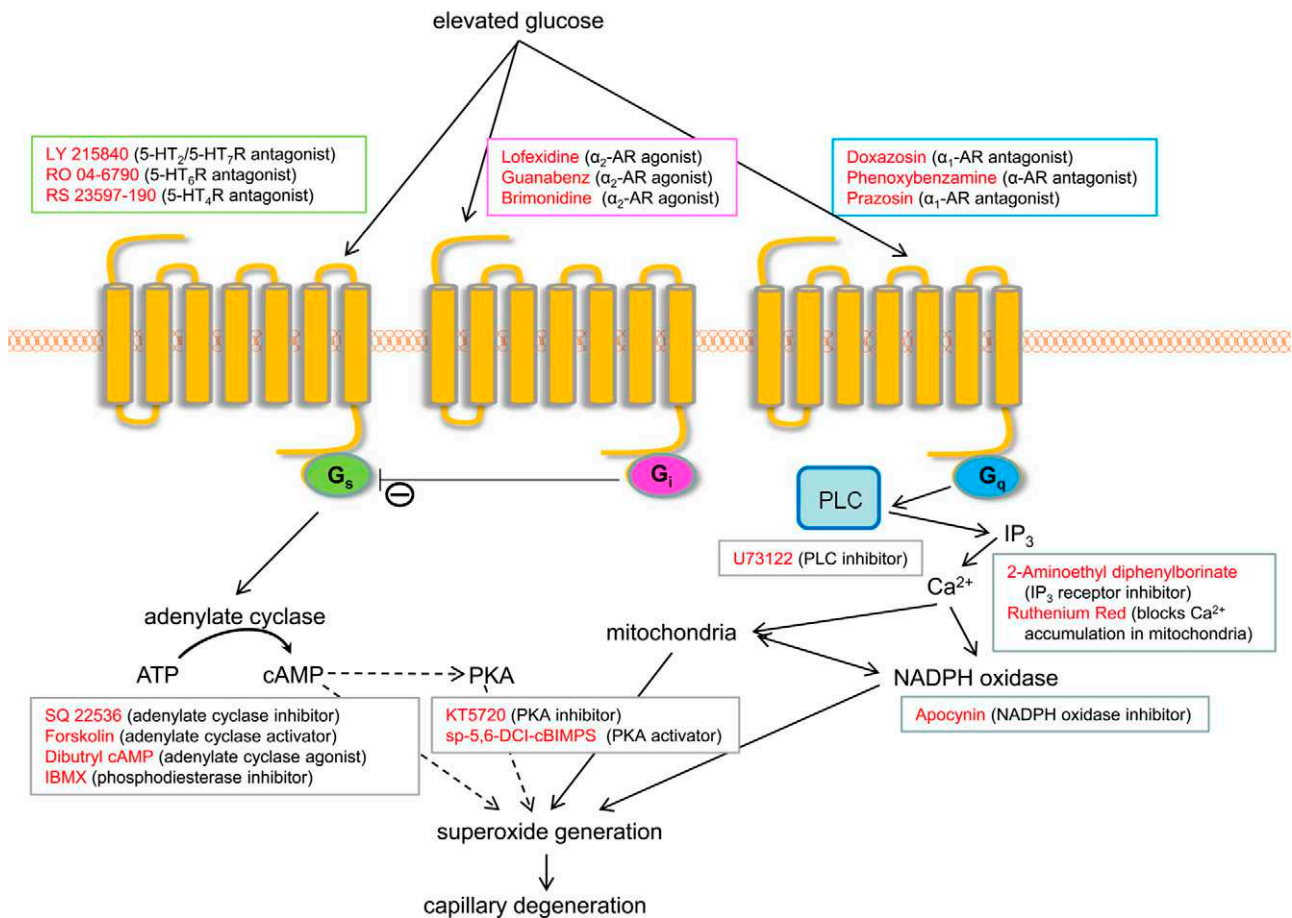 elevated glucose
LY 215840 (5-HT₂/5-HT₇R antagonist)
RO 04-6790 (5-HT₆R antagonist)
RS 23597-190 (5-HT₄R antagonist)
Lofexidine (α₂-AR agonist)
Guanabenz (α₂-AR agonist)
Brimonidine (α₂-AR agonist)
Doxazosin (α₁-AR antagonist)
Phenoxybenzamine (α-AR antagonist)
Prazosin (α₁-AR antagonist)
Gₛ
Gᵢ
G_q
PLC
U73122 (PLC inhibitor)
IP₃
2-Aminoethyl diphenylborinate
(IP₃ receptor inhibitor)
Ruthenium Red (blocks Ca²⁺
accumulation in mitochondria)
Ca²⁺
adenylate cyclase
mitochondria
ATP
cAMP
PKA
NADPH oxidase
SQ 22536 (adenylate cyclase inhibitor)
Forskolin (adenylate cyclase activator)
Dibutryl cAMP (adenylate cyclase agonist)
IBMX (phosphodiesterase inhibitor)
KT5720 (PKA inhibitor)
sp-5,6-DCI-cBIMPS (PKA activator)
Apocynin (NADPH oxidase inhibitor)
superoxide generation
capillary degeneration